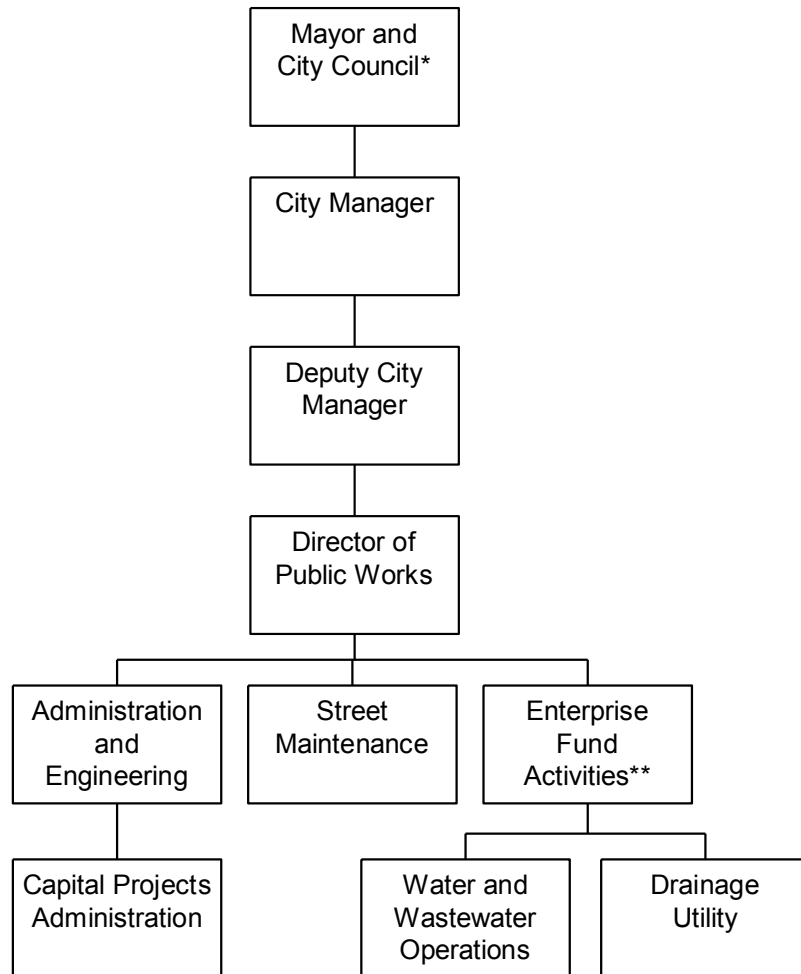 Mayor and
City Council*
City Manager
Deputy City
Manager
Director of
Public Works
Administration
and
Engineering
Street
Maintenance
Enterprise
Fund
Activities**
Capital Projects
Administration
Water and
Wastewater
Operations
Drainage
Utility